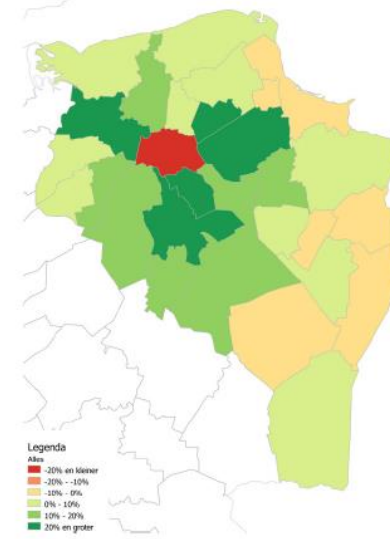 Legenda
Alles
-20% en kleiner
-20% - -10%
-10% - 0%
0% - 10%
10% - 20%
20% en groter